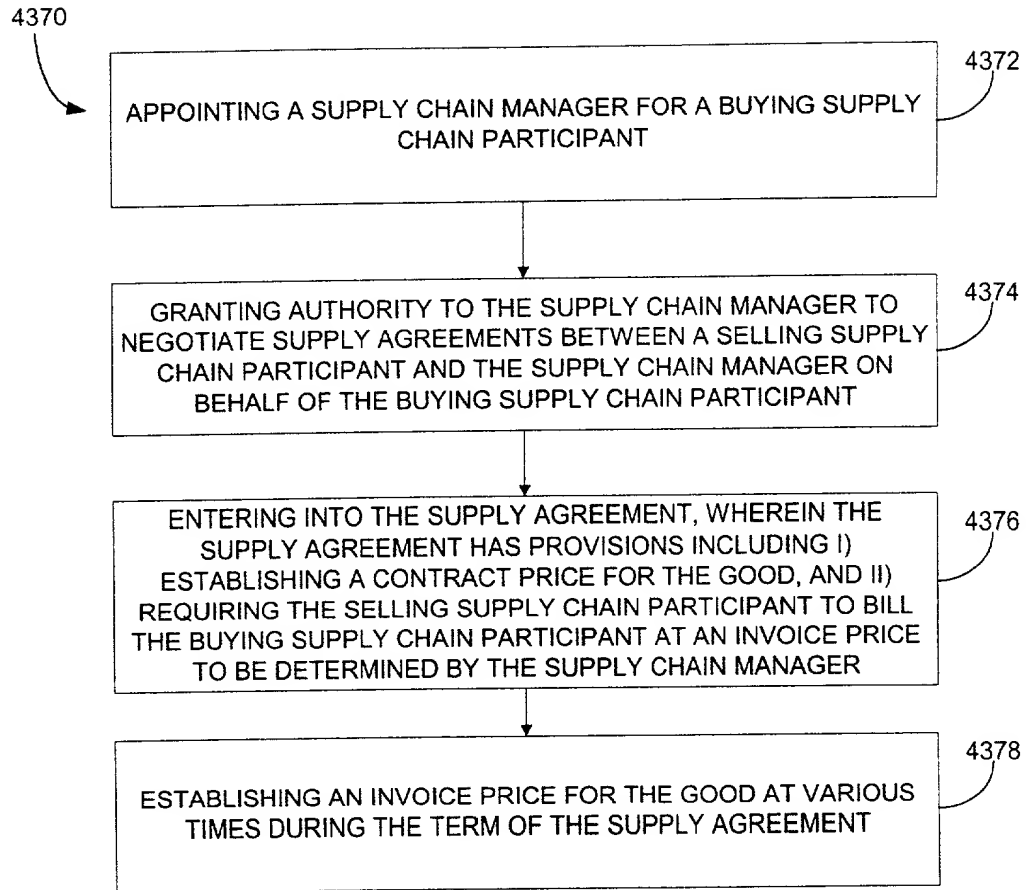 4370
4372
APPOINTING A SUPPLY CHAIN MANAGER FOR A BUYING SUPPLY
CHAIN PARTICIPANT
4374
GRANTING AUTHORITY TO THE SUPPLY CHAIN MANAGER TO
NEGOTIATE SUPPLY AGREEMENTS BETWEEN A SELLING SUPPLY
CHAIN PARTICIPANT AND THE SUPPLY CHAIN MANAGER ON
BEHALF OF THE BUYING SUPPLY CHAIN PARTICIPANT
4376
ENTERING INTO THE SUPPLY AGREEMENT, WHEREIN THE
SUPPLY AGREEMENT HAS PROVISIONS INCLUDING I)
ESTABLISHING A CONTRACT PRICE FOR THE GOOD, AND II)
REQUIRING THE SELLING SUPPLY CHAIN PARTICIPANT TO BILL
THE BUYING SUPPLY CHAIN PARTICIPANT AT AN INVOICE PRICE
TO BE DETERMINED BY THE SUPPLY CHAIN MANAGER
4378
ESTABLISHING AN INVOICE PRICE FOR THE GOOD AT VARIOUS
TIMES DURING THE TERM OF THE SUPPLY AGREEMENT